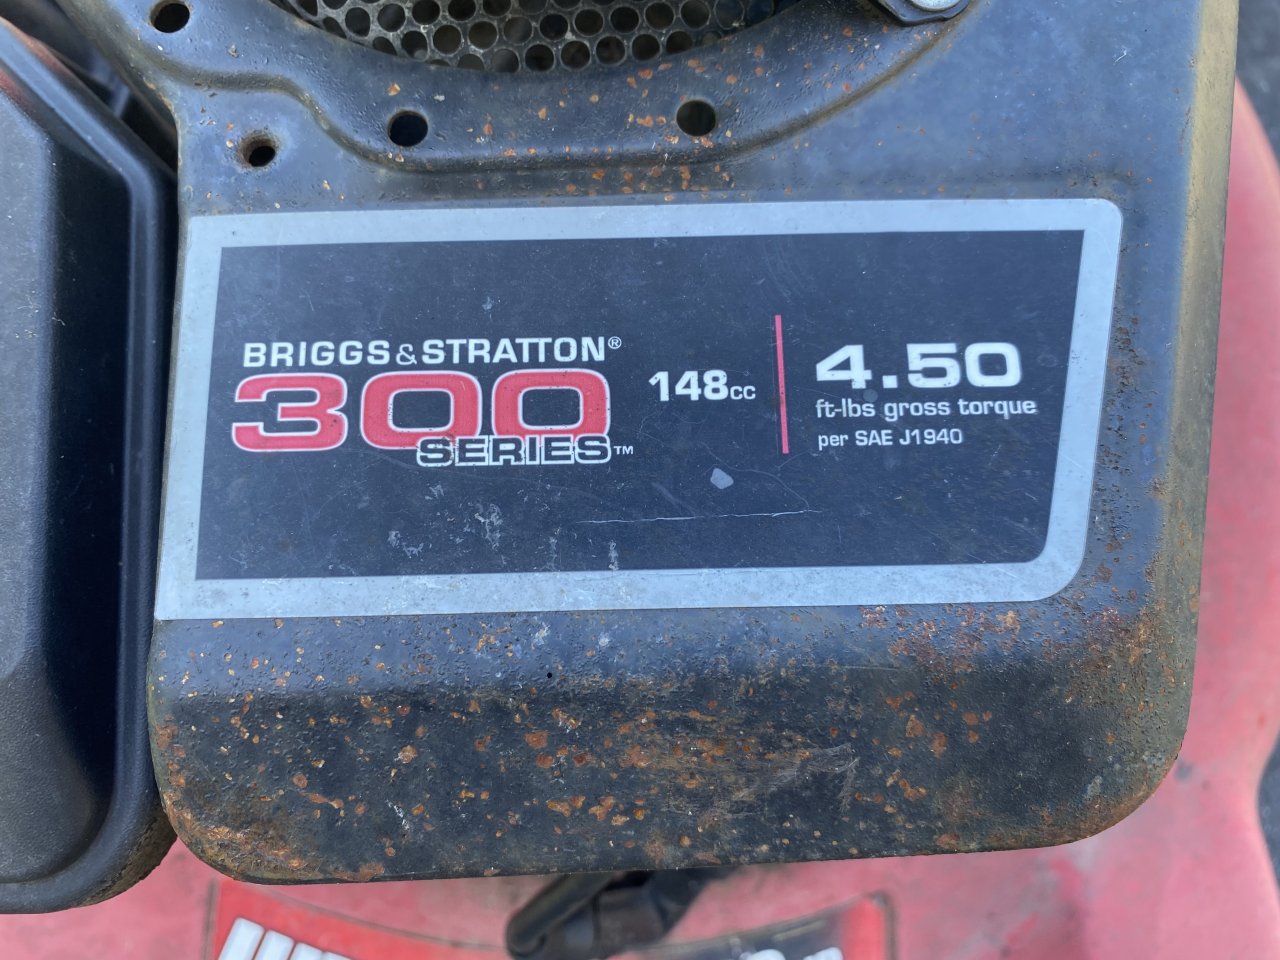 BRIGGS & STRATTON®
300
SERIES™
148cc
4.50
ft-lbs gross torque
per SAE J1940